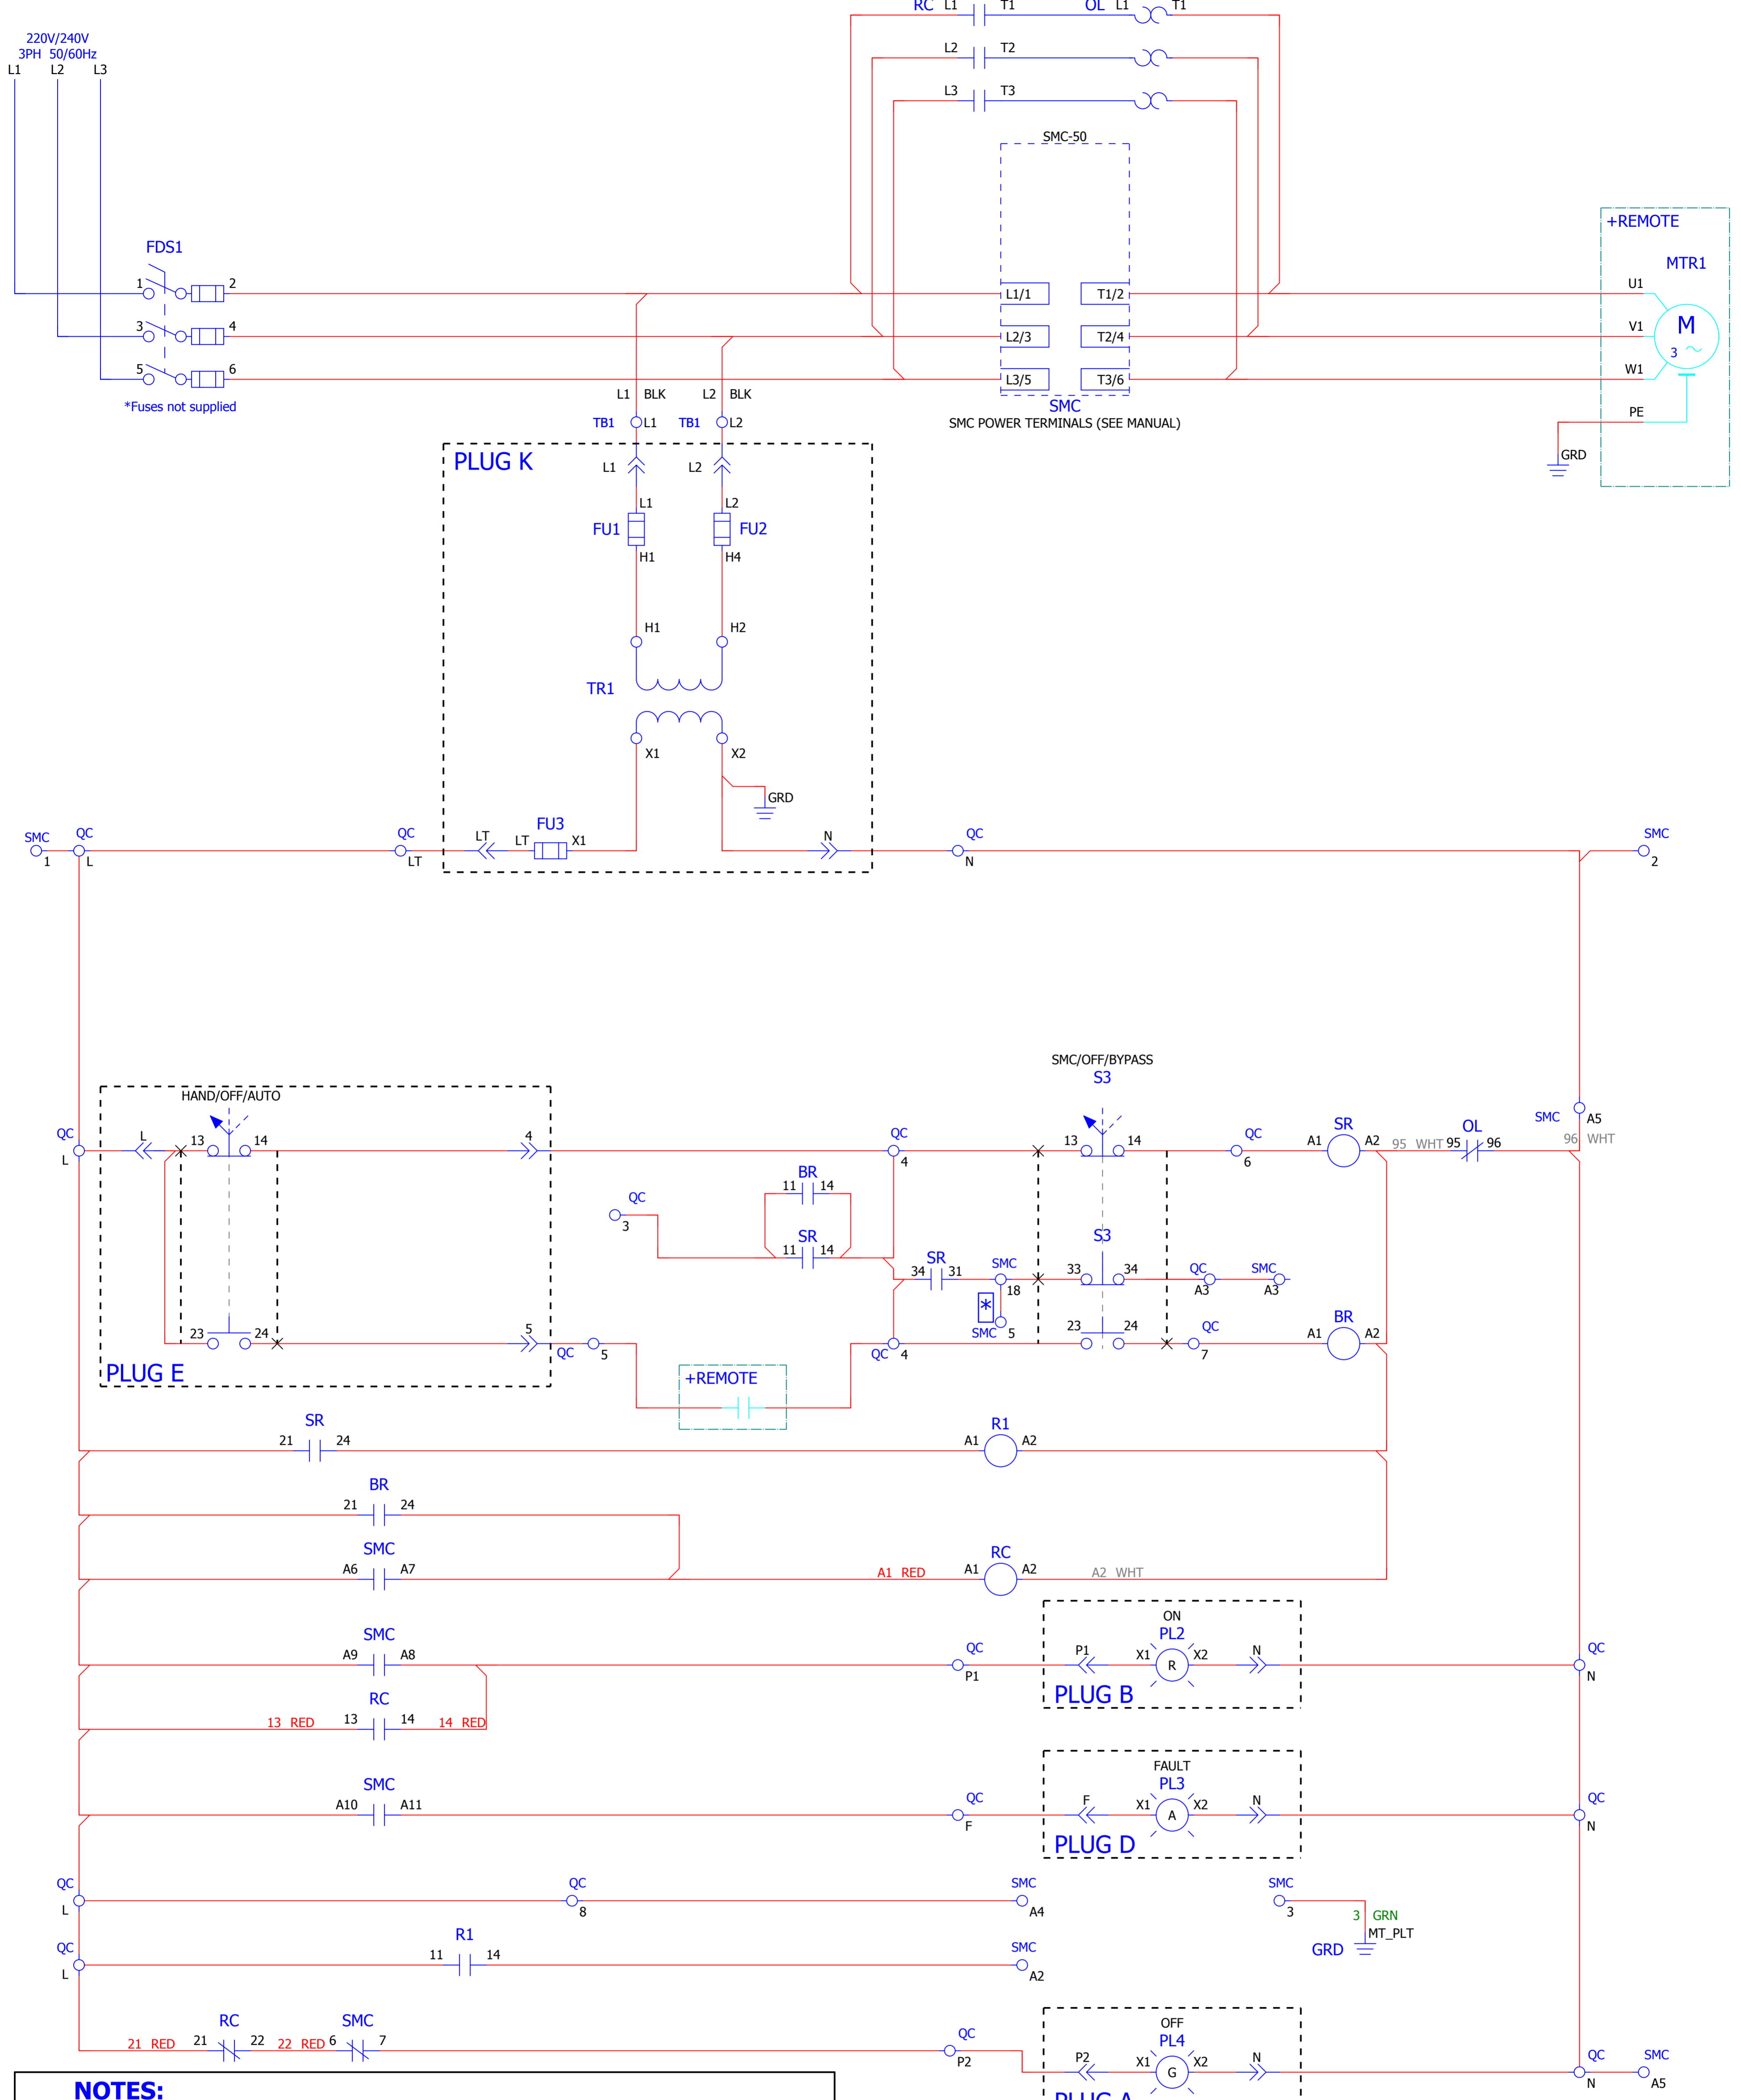 RC L1 T1 OL L1 T1
220V/240V
3PH 50/60Hz
L1 L2 L3
L2 T2
L3 T3
SMC-50
+REMOTE
MTR1
FDS1
1 2
L1/1 T1/2
U1
3 4
L2/3 T2/4
V1
M
3
5 6
L3/5 T3/6
W1
*Fuses not supplied
L1 BLK L2 BLK
SMC
SMC POWER TERMINALS (SEE MANUAL)
PE
TB1 L1 TB1 L2
GRD
PLUG K
L1 L2
L1 L2
FU1 FU2
H1 H4
H1 H2
TR1
X1 X2
GRD
SMC QC QC FU3 QC SMC
LT LT X1 N
1 L LT N 2
SMC/OFF/BYPASS
S3
HAND/OFF/AUTO
SMC A5
QC L 13 14 4 QC 13 14 QC SR A1 A2 95 WHT 95 OL 96 96 WHT
L 4 6
BR
11 14
QC
3
SR
11 14
S3
SR
34 31 SMC 33 34 QC SMC
18 A3 A3
*
SMC 5
23 24 5 23 24 QC BR A1 A2
QC 5 QC 4 7
PLUG E
+REMOTE
SR
21 24
R1
A1 A2
BR
21 24
SMC
A6 A7
A1 RED
RC
A1 A2
A2 WHT
ON
SMC
A9 A8
QC
P1
P1 X1 PL2 R X2 N
QC
N
PLUG B
RC
13 RED 13 14 14 RED
FAULT
SMC
A10 A11
QC
F
F X1 PL3 A X2 N
QC
N
PLUG D
QC QC SMC SMC
L 8 A4 3
3 GRN
MT_PLT
GRD
QC R1 SMC
L 11 14 A2
OFF
RC SMC
21 RED 21 22 22 RED 6 7
QC
P2
P2 X1 PL4 G X2 N
QC SMC
N A5
PLUG A
NOTES: